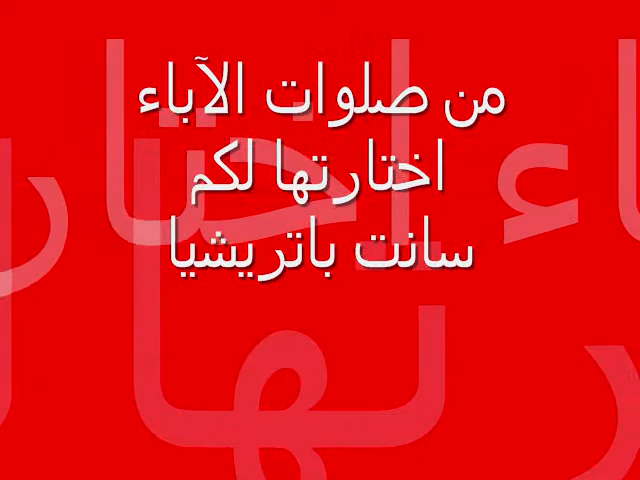 من صلوات الآباء
اختارتها لكم
سانت باتريشيا